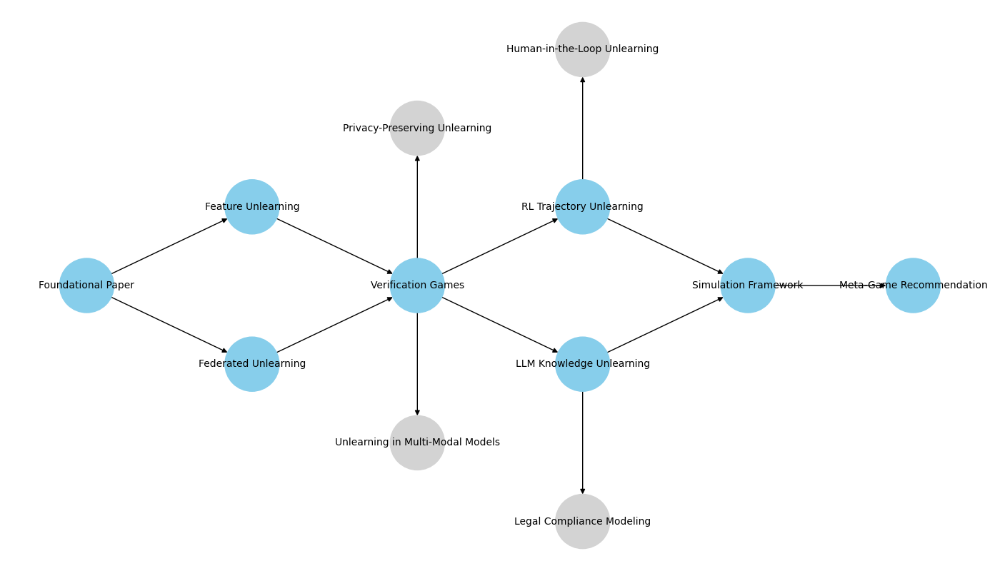 Human-in-the-Loop Unlearning
Privacy-Preserving Unlearning
Feature Unlearning
RL Trajectory Unlearning
Foundational Paper
Verification Games
Simulation Framework
Meta-Game Recommendation
Federated Unlearning
LLM Knowledge Unlearning
Unlearning in Multi-Modal Models
Legal Compliance Modeling